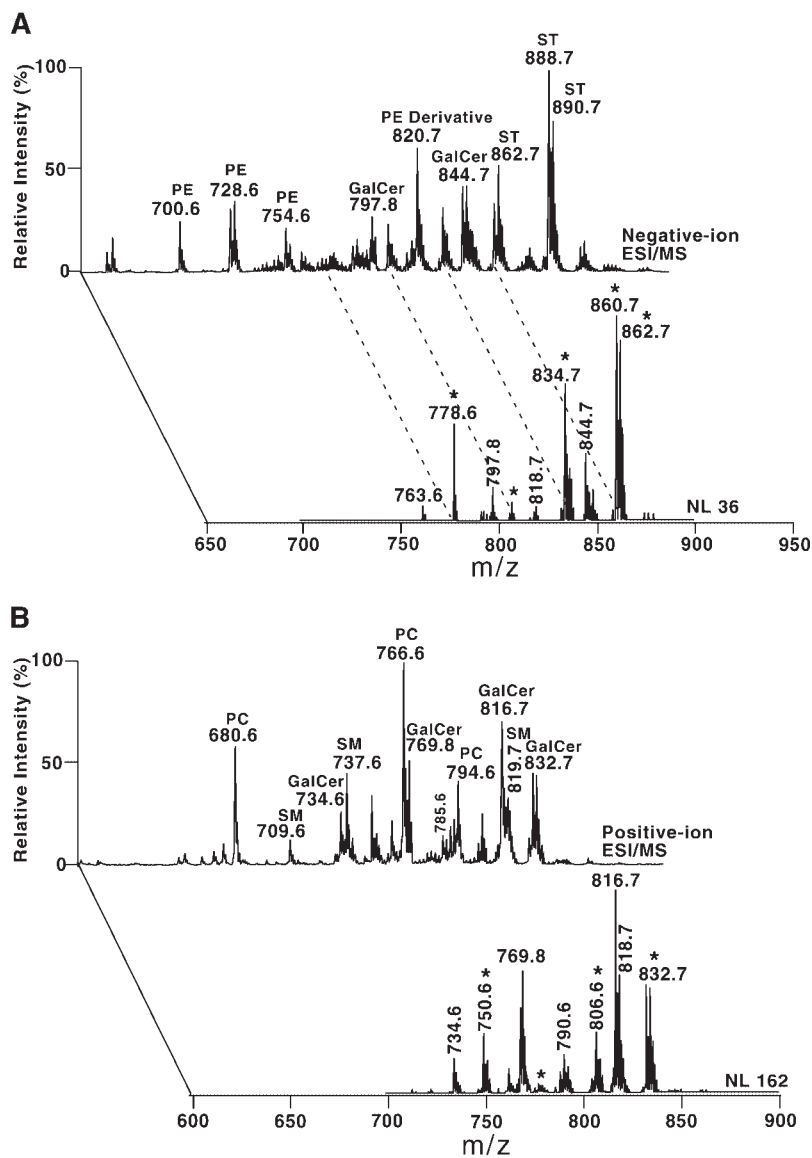 A
Relative Intensity (%)
100
50
0
PE
700.6
PE
728.6
PE
754.6
GalCer
797.8
PE Derivative
820.7
GalCer
844.7
ST
862.7
ST
888.7
ST
890.7
Negative-ion
ESI/MS
763.6
*
778.6
797.8
*
818.7
*
834.7
844.7
*
860.7
*
862.7
NL 36
650
700
750
800
850
900
950
m/z
B
Relative Intensity (%)
100
50
0
PC
680.6
SM
709.6
GalCer
734.6
SM
737.6
PC
766.6
GalCer
769.8
785.6
PC
794.6
GalCer
816.7
SM
819.7
GalCer
832.7
Positive-ion
ESI/MS
734.6
750.6 *
769.8
*
790.6
806.6 *
816.7
818.7
*
832.7
NL 162
600
650
700
750
800
850
900
m/z